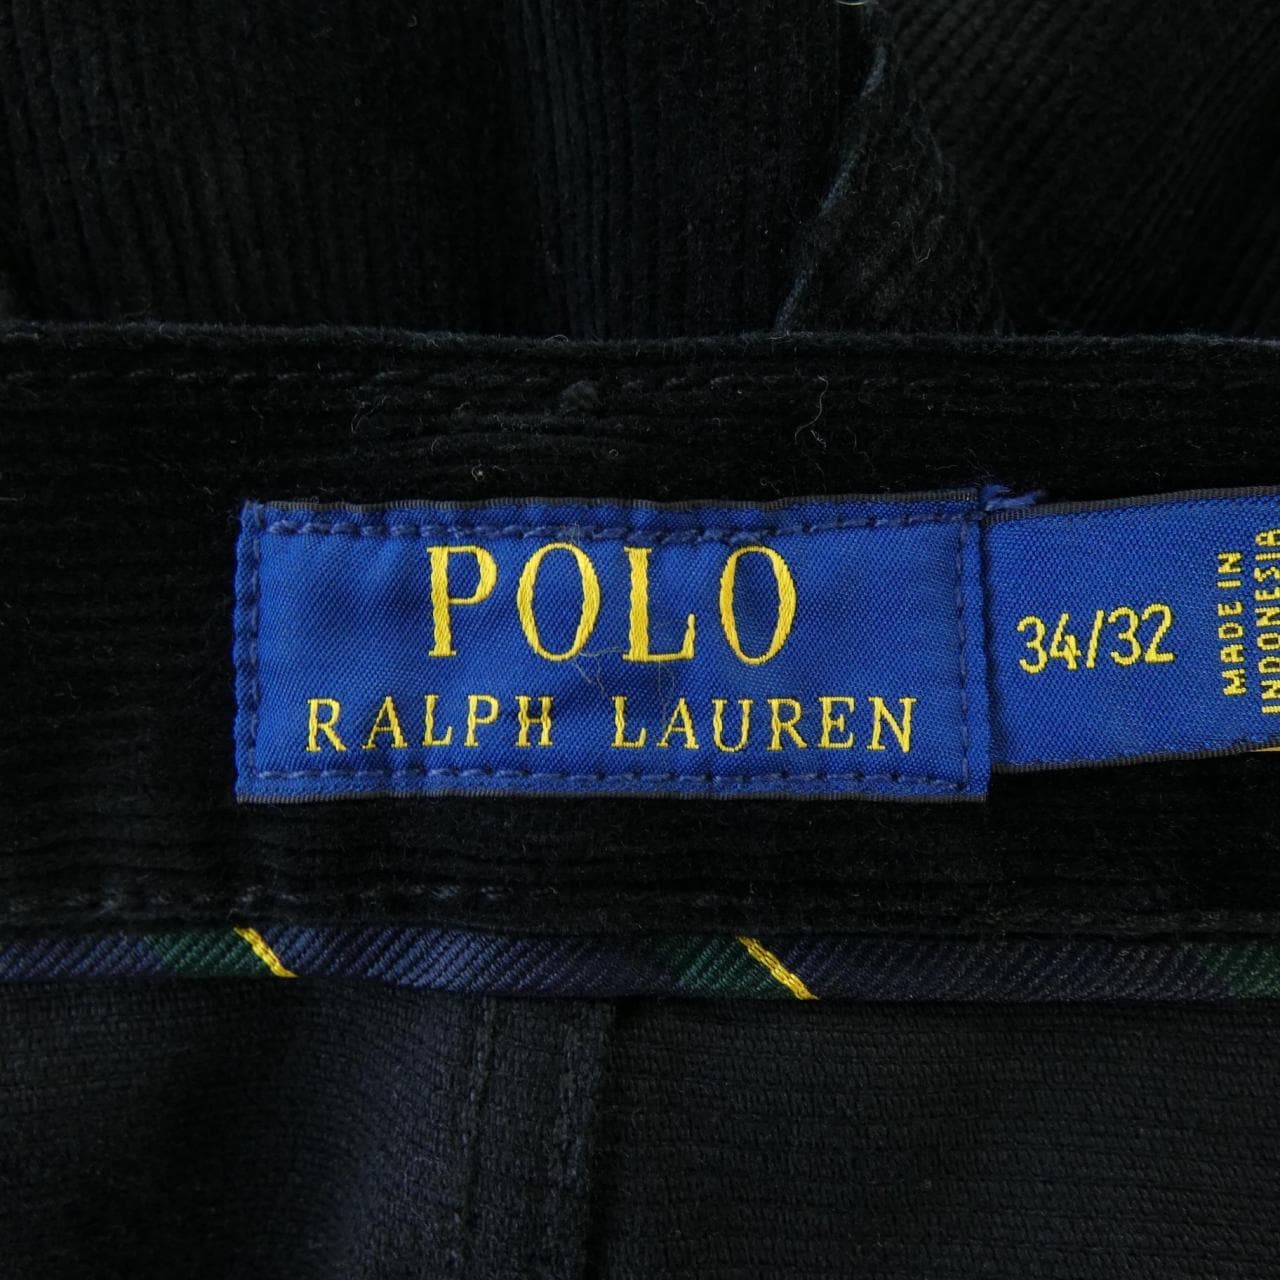 POLO
RALPH LAUREN
34/32
MADE IN
INDONESIA